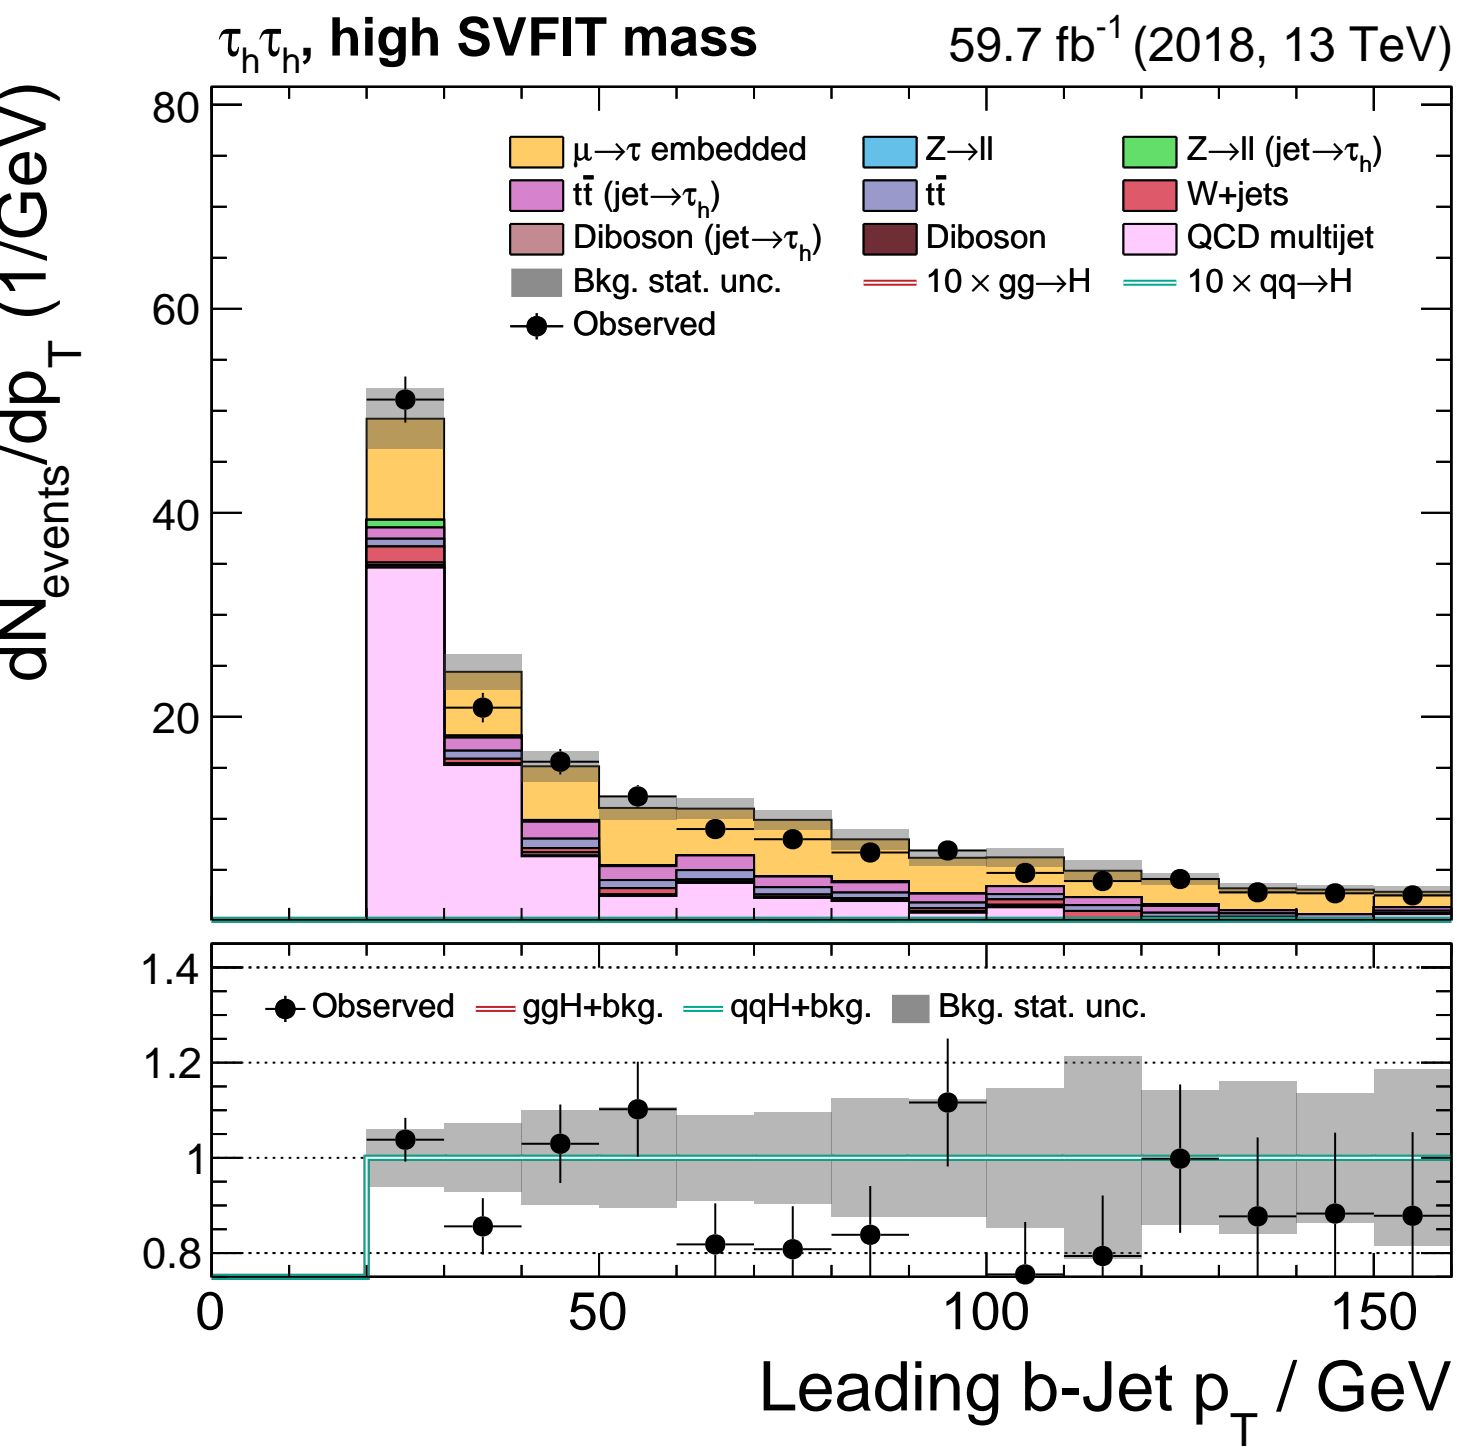 τhτh, high SVFIT mass 59.7 fb-1 (2018, 13 TeV)
dNevents/dpT (1/GeV)
80
60
40
20
μ→τ embedded Z→ll Z→ll (jet→τh)
tt̄ (jet→τh) tt̄ W+jets
Diboson (jet→τh) Diboson QCD multijet
Bkg. stat. unc. 10 × gg→H 10 × qq→H
Observed
1.4
1.2
1
0.8
Observed ggH+bkg. qqH+bkg. Bkg. stat. unc.
0 50 100 150
Leading b-Jet pT / GeV